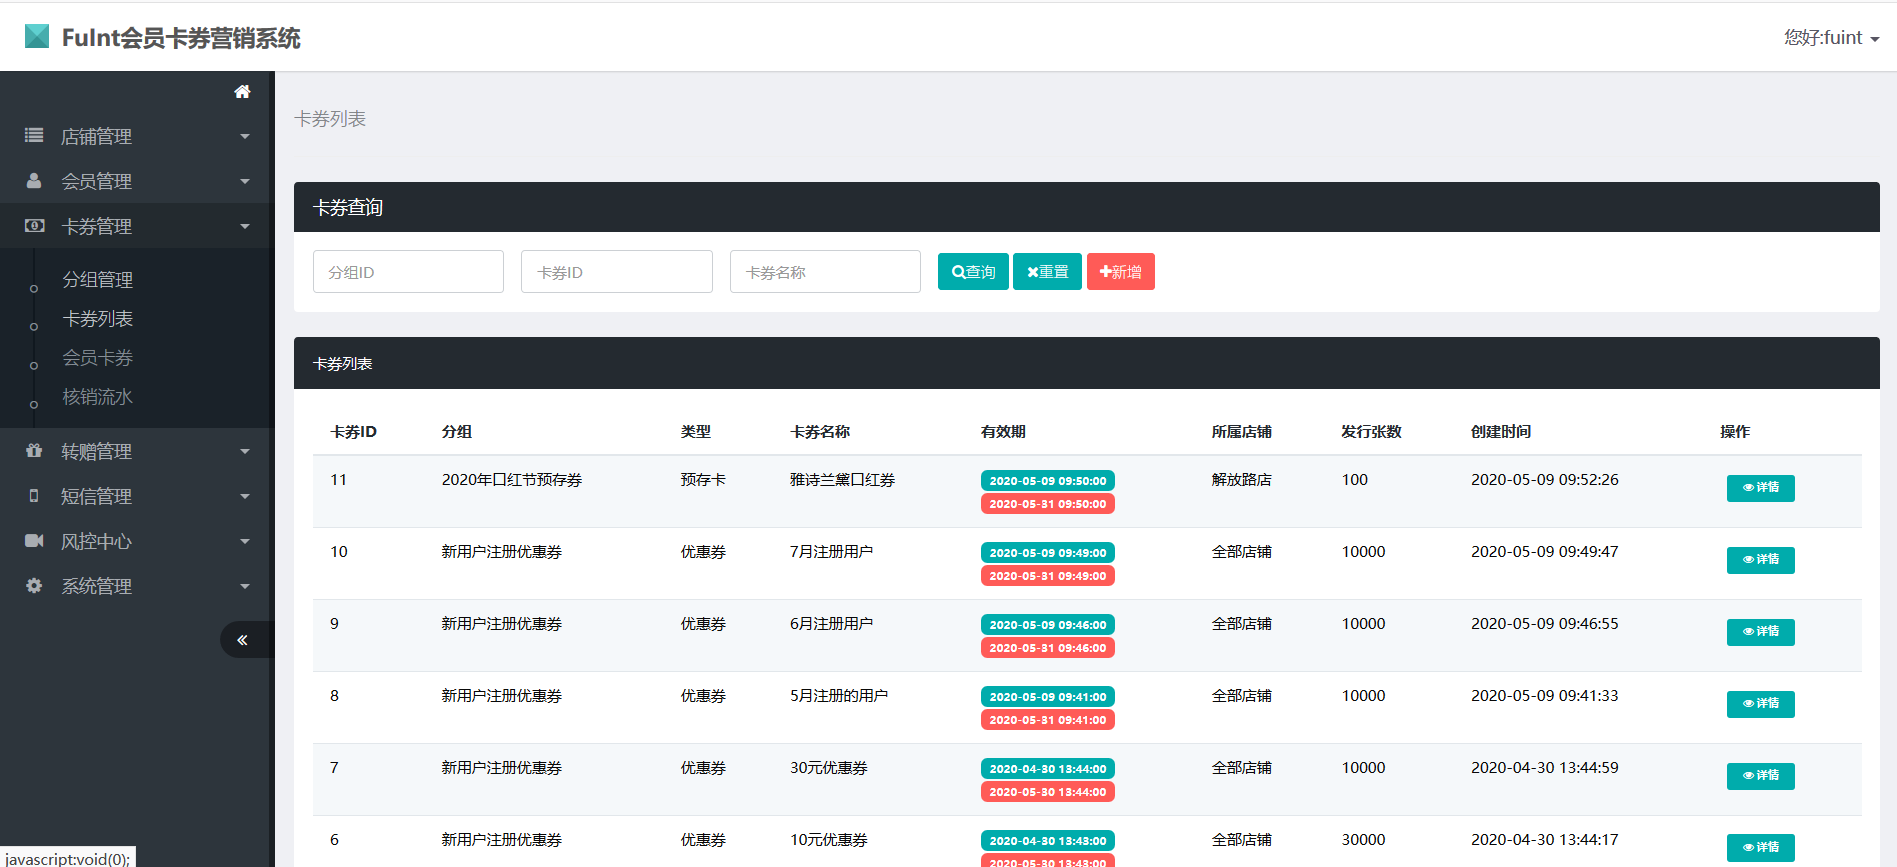 FuInt会员卡券营销系统
您好:fuint
店铺管理
会员管理
卡券管理
分组管理
卡券列表
会员卡券
核销流水
转赠管理
短信管理
风控中心
系统管理
卡券列表
卡券查询
分组ID 卡券ID 卡券名称 查询 重置 新增
卡券列表
卡券ID 分组 类型 卡券名称 有效期 所属店铺 发行张数 创建时间 操作
11 2020年口红节预存券 预存卡 雅诗兰黛口红券 2020-05-09 09:50:00 解放路店 100 2020-05-09 09:52:26 详情
2020-05-31 09:50:00
10 新用户注册优惠券 优惠券 7月注册用户 2020-05-09 09:49:00 全部店铺 10000 2020-05-09 09:49:47 详情
2020-05-31 09:49:00
9 新用户注册优惠券 优惠券 6月注册用户 2020-05-09 09:46:00 全部店铺 10000 2020-05-09 09:46:55 详情
2020-05-31 09:46:00
8 新用户注册优惠券 优惠券 5月注册的用户 2020-05-09 09:41:00 全部店铺 10000 2020-05-09 09:41:33 详情
2020-05-31 09:41:00
7 新用户注册优惠券 优惠券 30元优惠券 2020-04-30 13:44:00 全部店铺 10000 2020-04-30 13:44:59 详情
2020-05-30 13:44:00
6 新用户注册优惠券 优惠券 10元优惠券 2020-04-30 13:43:00 全部店铺 30000 2020-04-30 13:44:17 详情
2020-05-30 13:43:00
javascript:void(0);